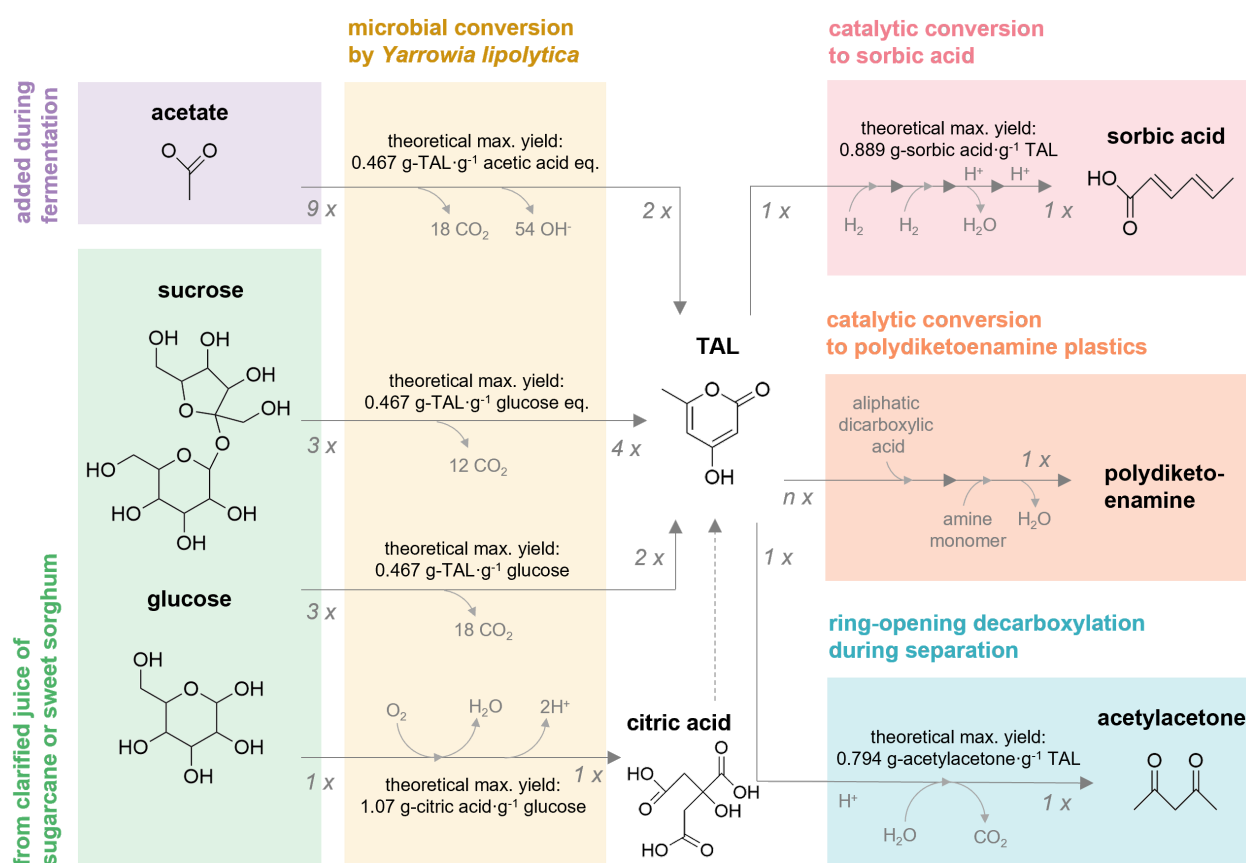 microbial conversion
by Yarrowia lipolytica
catalytic conversion
to sorbic acid
added during
fermentation
acetate
O
O
theoretical max. yield:
0.467 g-TAL·g⁻¹ acetic acid eq.
9 x
18 CO₂
54 OH⁻
2 x
1 x
theoretical max. yield:
0.889 g-sorbic acid·g⁻¹ TAL
H⁺
H⁺
H₂
H₂
H₂O
1 x
sorbic acid
HO
O
from clarified juice of
sugarcane or sweet sorghum
sucrose
OH
OH
OH
O
OH
O
HO
O
HO
OH
OH
theoretical max. yield:
0.467 g-TAL·g⁻¹ glucose eq.
3 x
12 CO₂
4 x
TAL
O
O
OH
catalytic conversion
to polydiketoenamine plastics
aliphatic
dicarboxylic
acid
n x
amine
monomer
1 x
H₂O
polydiketo-
enamine
glucose
OH
O
OH
HO
OH
OH
theoretical max. yield:
0.467 g-TAL·g⁻¹ glucose
3 x
18 CO₂
2 x
1 x
O₂
H₂O
2H⁺
1 x
1 x
theoretical max. yield:
1.07 g-citric acid·g⁻¹ glucose
citric acid
HO
O
O
OH
OH
HO
O
ring-opening decarboxylation
during separation
theoretical max. yield:
0.794 g-acetylacetone·g⁻¹ TAL
H⁺
H₂O
CO₂
1 x
acetylacetone
O
O